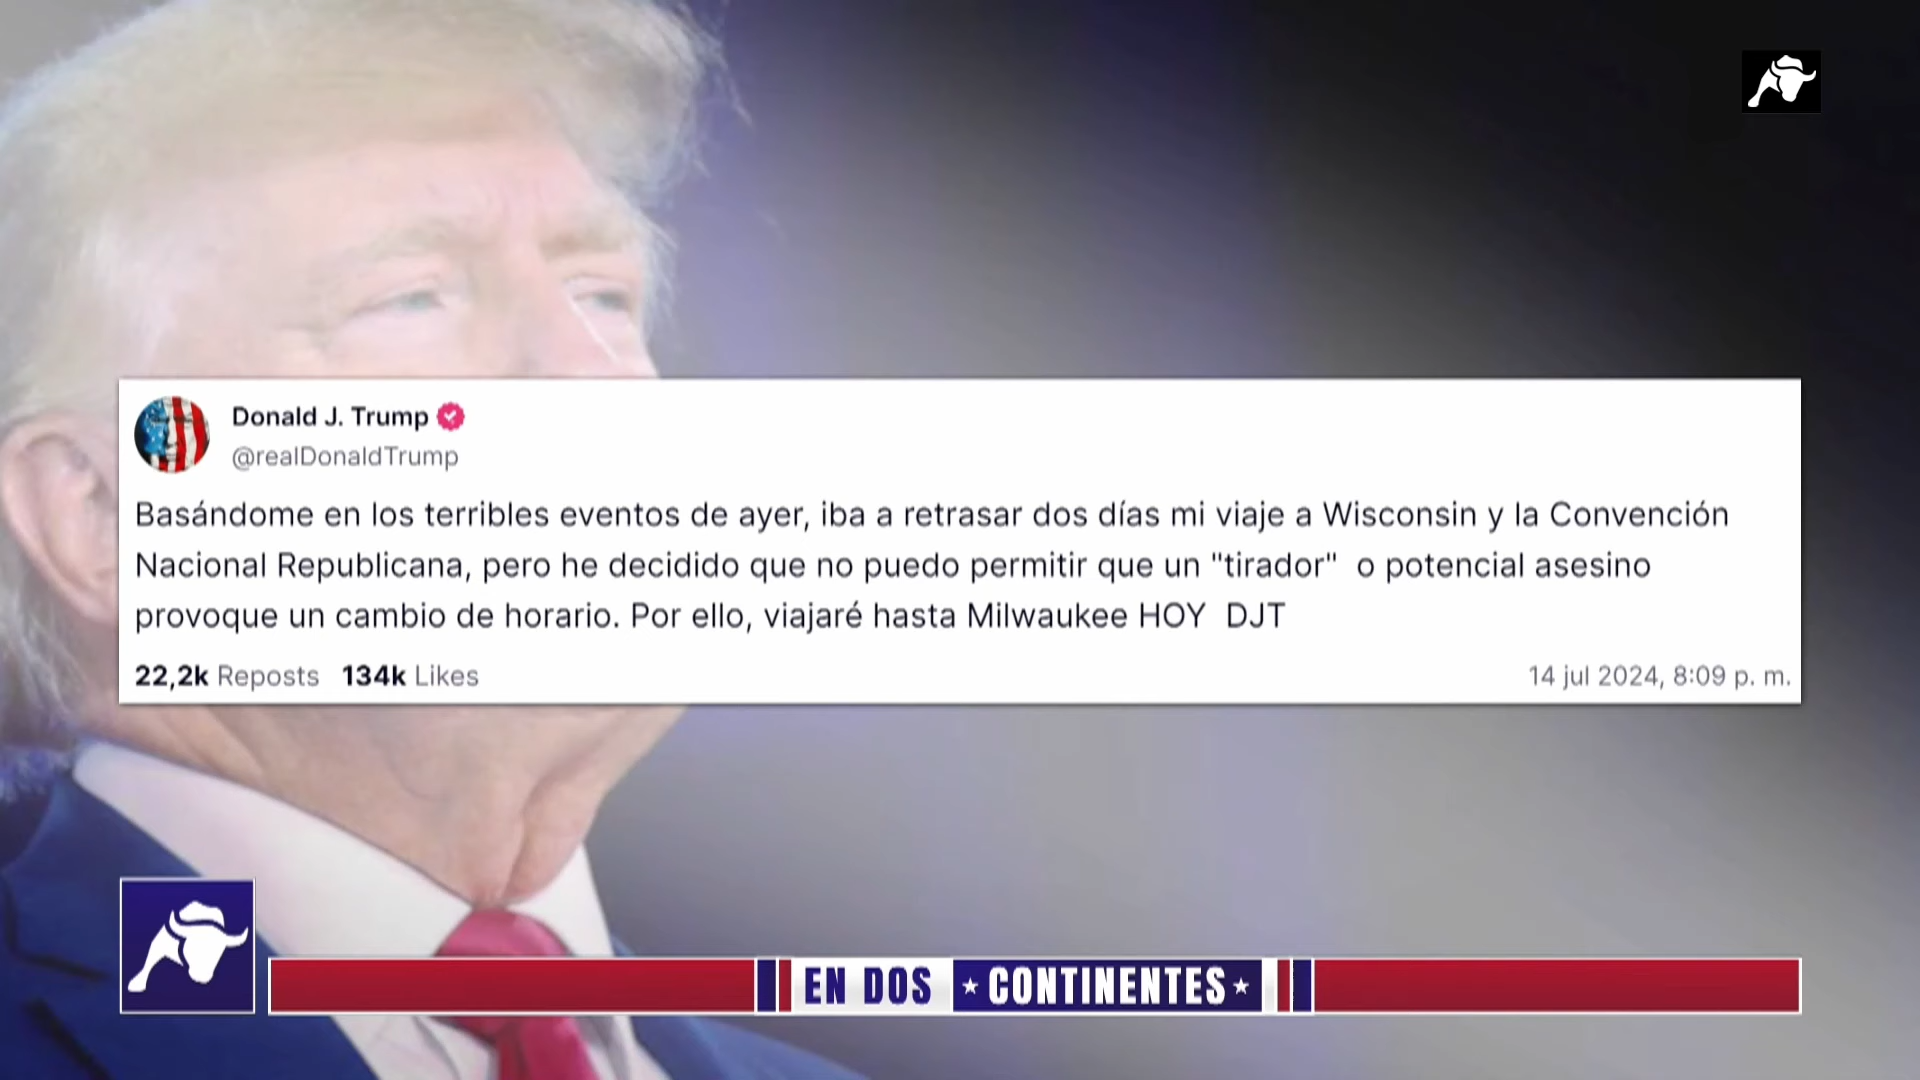 Donald J. Trump
@realDonaldTrump
Basándome en los terribles eventos de ayer, iba a retrasar dos días mi viaje a Wisconsin y la Convención
Nacional Republicana, pero he decidido que no puedo permitir que un "tirador"  o potencial asesino
provoque un cambio de horario. Por ello, viajaré hasta Milwaukee HOY  DJT
22,2k Reposts 134k Likes
14 jul 2024, 8:09 p. m.
EN DOS CONTINENTES